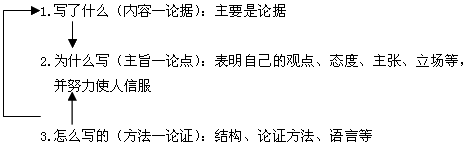 1.写了什么（内容—论据）：主要是论据
2.为什么写（主旨—论点）：表明自己的观点、态度、主张、立场等，
并努力使人信服
3.怎么写的（方法—论证）：结构、论证方法、语言等